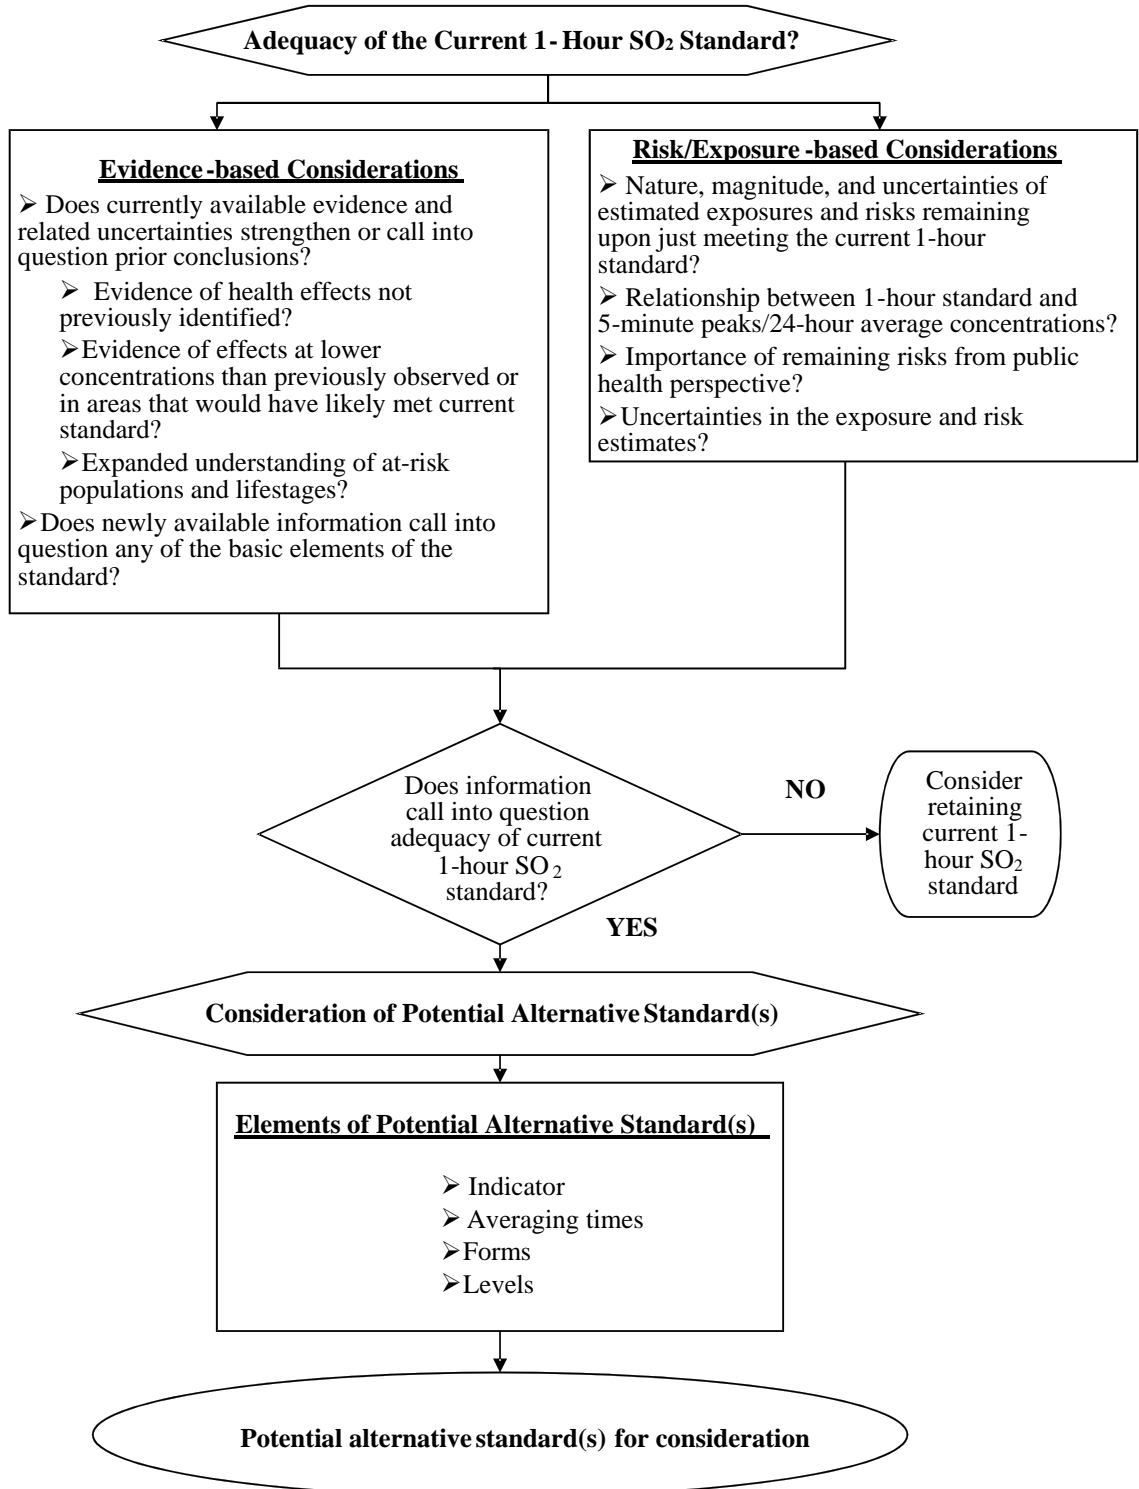 Adequacy of the Current 1- Hour SO₂ Standard?
Evidence-based Considerations
➢ Does currently available evidence and
related uncertainties strengthen or call into
question prior conclusions?
➢ Evidence of health effects not
previously identified?
➢Evidence of effects at lower
concentrations than previously observed or
in areas that would have likely met current
standard?
➢Expanded understanding of at-risk
populations and lifestages?
➢Does newly available information call into
question any of the basic elements of the
standard?
Risk/Exposure -based Considerations
➢ Nature, magnitude, and uncertainties of
estimated exposures and risks remaining
upon just meeting the current 1-hour
standard?
➢ Relationship between 1-hour standard and
5-minute peaks/24-hour average concentrations?
➢ Importance of remaining risks from public
health perspective?
➢Uncertainties in the exposure and risk
estimates?
Does information
call into question
adequacy of current
1-hour SO₂
standard?
NO
Consider
retaining
current 1-
hour SO₂
standard
YES
Consideration of Potential Alternative Standard(s)
Elements of Potential Alternative Standard(s)
➢ Indicator
➢ Averaging times
➢Forms
➢Levels
Potential alternative standard(s) for consideration